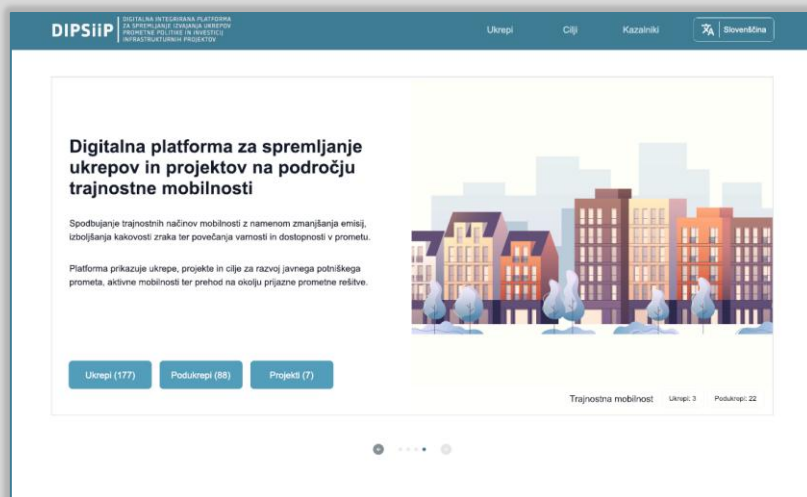 DIPSiiP
DIGITALNA INTEGRIRANA PLATFORMA
ZA SPREMLJANJE IZVAJANJA UKREPOV
PROMETNE POLITIKE IN INVESTICIJ
INFRASTRUKTURNIH PROJEKTOV
Ukrepi
Cilji
Kazalniki
Slovenščina
Digitalna platforma za spremljanje
ukrepov in projektov na področju
trajnostne mobilnosti
Spodbujanje trajnostnih načinov mobilnosti z namenom zmanjšanja emisij,
izboljšanja kakovosti zraka ter povečanja varnosti in dostopnosti v prometu.
Platforma prikazuje ukrepe, projekte in cilje za razvoj javnega potniškega
prometa, aktivne mobilnosti ter prehod na okolju prijazne prometne rešitve.
Ukrepi (177)
Podukrepi (88)
Projekti (7)
Trajnostna mobilnost
Ukrepi: 3
Podukrepi: 22